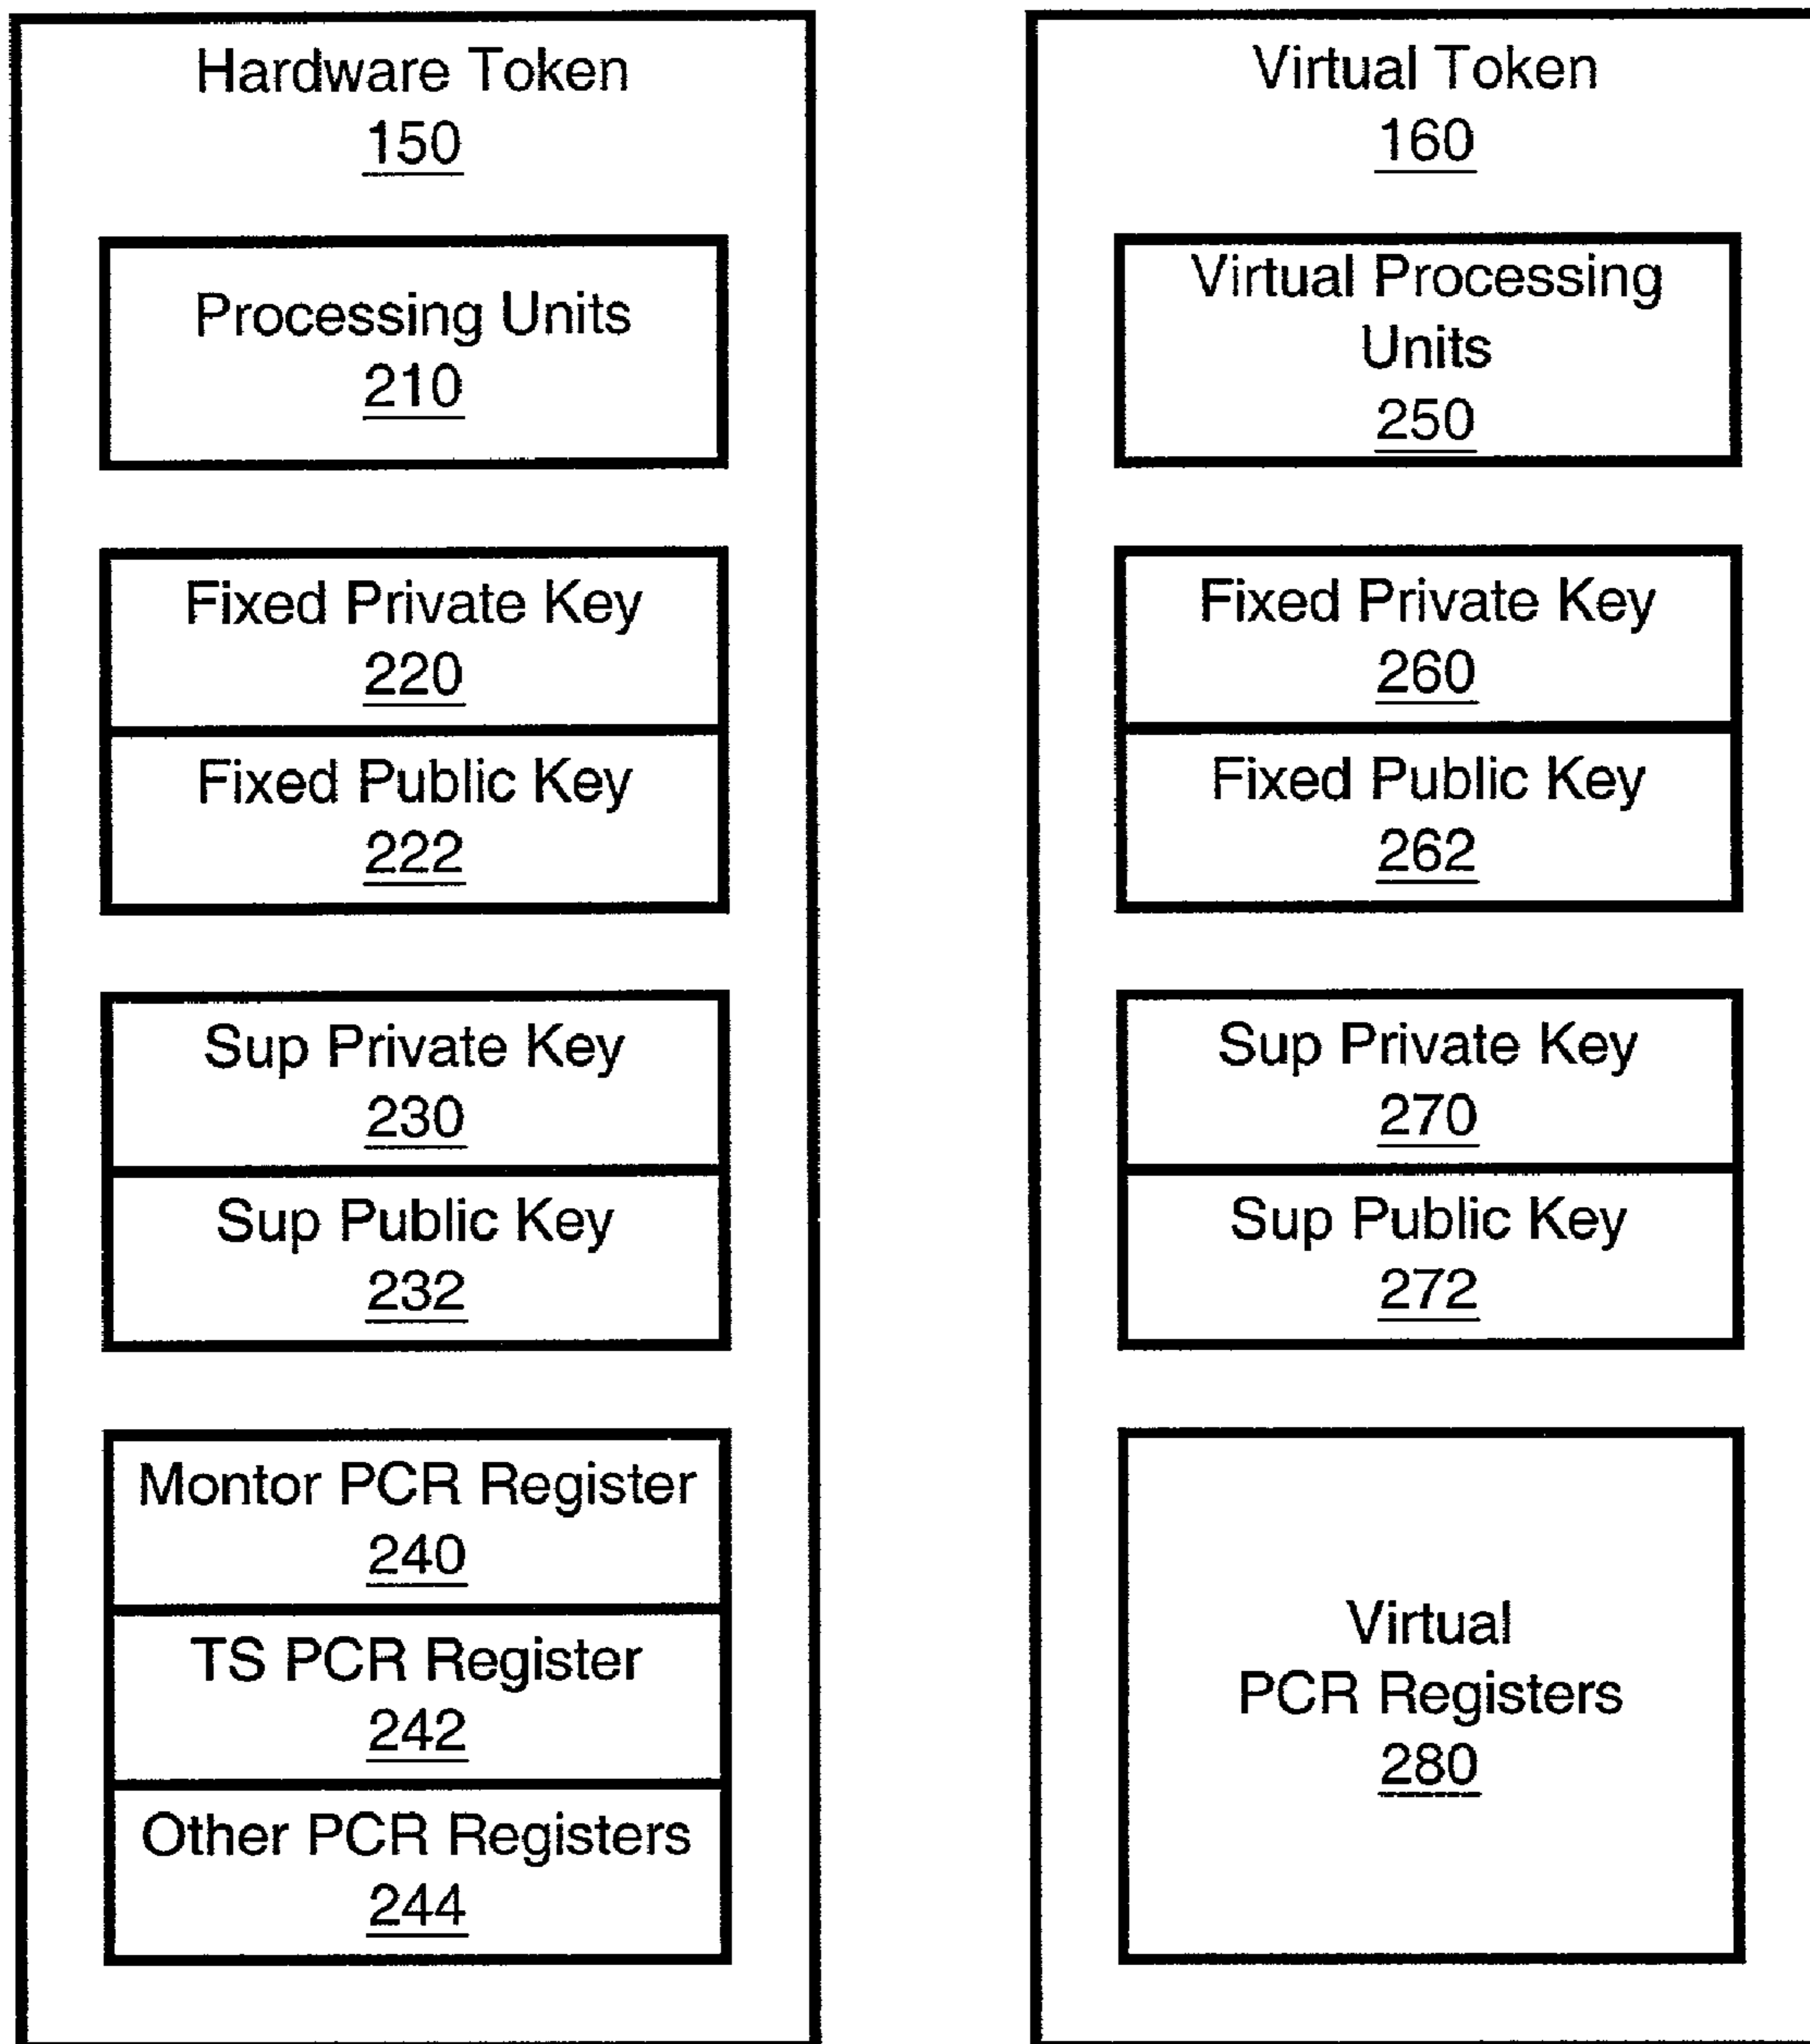 Hardware Token
150
Processing Units
210
Fixed Private Key
220
Fixed Public Key
222
Sup Private Key
230
Sup Public Key
232
Montor PCR Register
240
TS PCR Register
242
Other PCR Registers
244
Virtual Token
160
Virtual Processing
Units
250
Fixed Private Key
260
Fixed Public Key
262
Sup Private Key
270
Sup Public Key
272
Virtual
PCR Registers
280